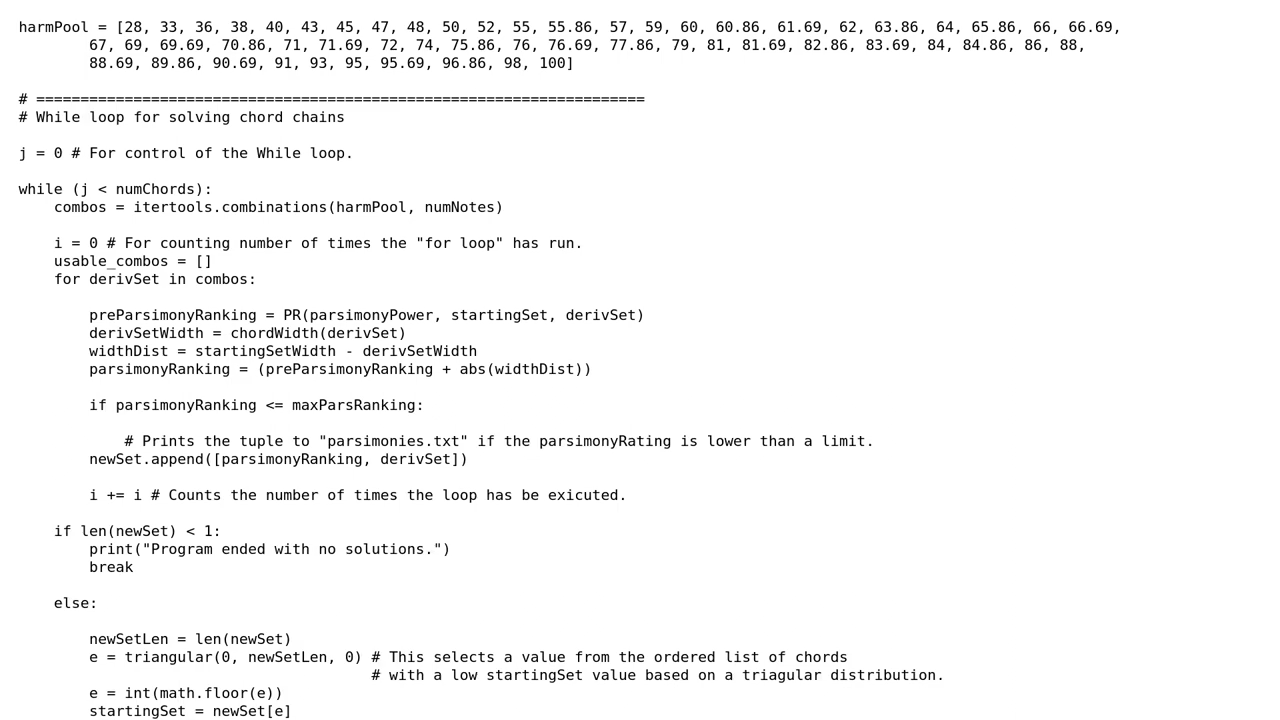 harmPool = [28, 33, 36, 38, 40, 43, 45, 47, 48, 50, 52, 55, 55.86, 57, 59, 60, 60.86, 61.69, 62, 63.86, 64, 65.86, 66, 66.69,
        67, 69, 69.69, 70.86, 71, 71.69, 72, 74, 75.86, 76, 76.69, 77.86, 79, 81, 81.69, 82.86, 83.69, 84, 84.86, 86, 88,
        88.69, 89.86, 90.69, 91, 93, 95, 95.69, 96.86, 98, 100]

# =====================================================================
# While loop for solving chord chains

j = 0 # For control of the While loop.

while (j < numChords):
    combos = itertools.combinations(harmPool, numNotes)

    i = 0 # For counting number of times the "for loop" has run.
    usable_combos = []
    for derivSet in combos:

        preParsimonyRanking = PR(parsimonyPower, startingSet, derivSet)
        derivSetWidth = chordWidth(derivSet)
        widthDist = startingSetWidth - derivSetWidth
        parsimonyRanking = (preParsimonyRanking + abs(widthDist))

        if parsimonyRanking <= maxParsRanking:

            # Prints the tuple to "parsimonies.txt" if the parsimonyRating is lower than a limit.
        newSet.append([parsimonyRanking, derivSet])

        i += i # Counts the number of times the loop has be exicuted.

    if len(newSet) < 1:
        print("Program ended with no solutions.")
        break

    else:

        newSetLen = len(newSet)
        e = triangular(0, newSetLen, 0) # This selects a value from the ordered list of chords
                                        # with a low startingSet value based on a triagular distribution.
        e = int(math.floor(e))
        startingSet = newSet[e]